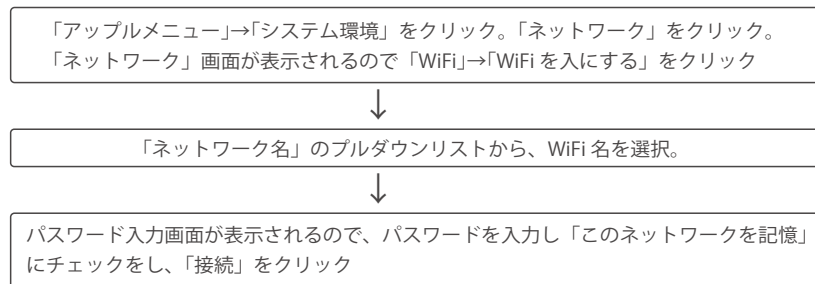 「アップルメニュー」→「システム環境」をクリック。「ネットワーク」をクリック。
「ネットワーク」画面が表示されるので「WiFi」→「WiFi を入にする」をクリック
↓
「ネットワーク名」のプルダウンリストから、WiFi 名を選択。
↓
パスワード入力画面が表示されるので、パスワードを入力し「このネットワークを記憶」
にチェックをし、「接続」をクリック